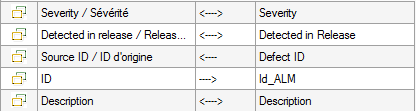 Severity / Sévérité <----> Severity
Detected in release / Releas... <----> Detected in Release
Source ID / ID d'origine <---- Defect ID
ID ----> Id_ALM
Description <----> Description